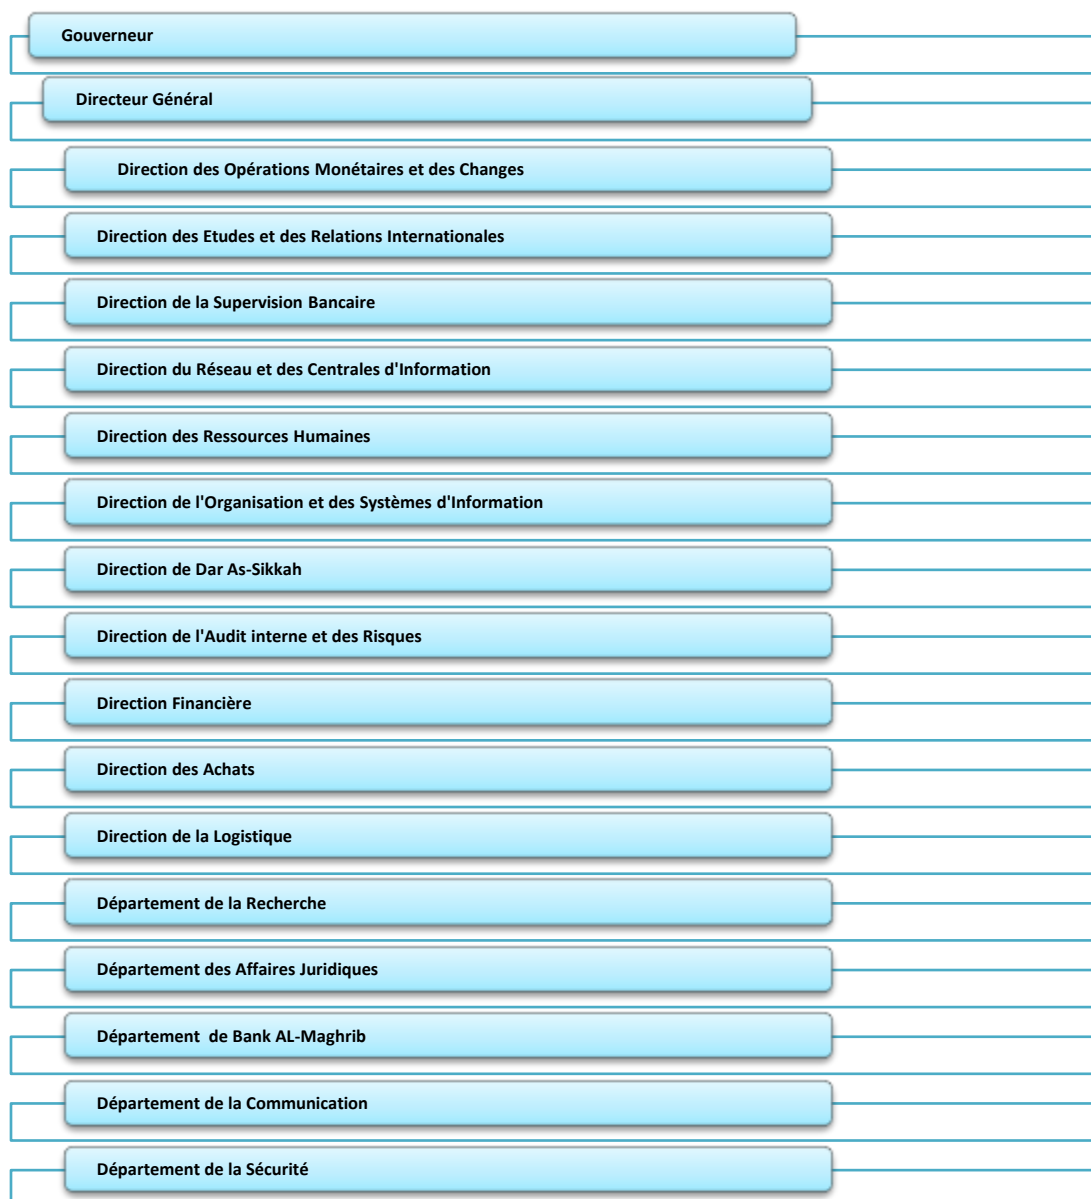 Gouverneur
Directeur Général
Direction des Opérations Monétaires et des Changes
Direction des Etudes et des Relations Internationales
Direction de la Supervision Bancaire
Direction du Réseau et des Centrales d'Information
Direction des Ressources Humaines
Direction de l'Organisation et des Systèmes d'Information
Direction de Dar As-Sikkah
Direction de l'Audit interne et des Risques
Direction Financière
Direction des Achats
Direction de la Logistique
Département de la Recherche
Département des Affaires Juridiques
Département  de Bank AL-Maghrib
Département de la Communication
Département de la Sécurité